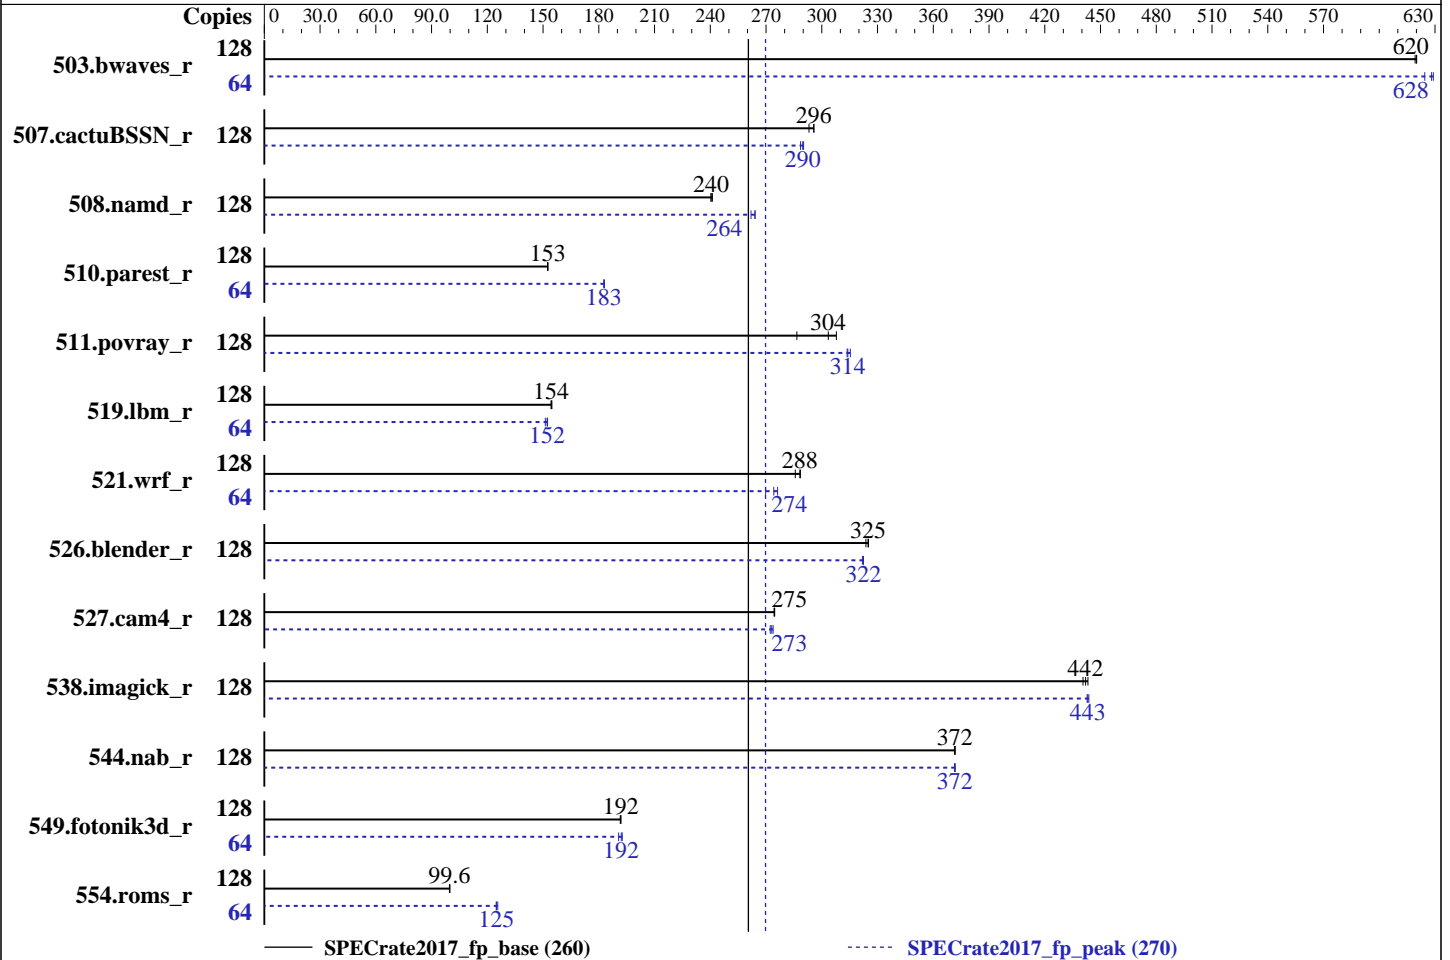 Copies 0 30.0 60.0 90.0 120 150 180 210 240 270 300 330 360 390 420 450 480 510 540 570 630
503.bwaves_r 128 620
64 628
507.cactuBSSN_r 128 296
290
508.namd_r 128 240
264
510.parest_r 128 153
64 183
511.povray_r 128 304
314
519.lbm_r 128 154
64 152
521.wrf_r 128 288
64 274
526.blender_r 128 325
322
527.cam4_r 128 275
273
538.imagick_r 128 442
443
544.nab_r 128 372
372
549.fotonik3d_r 128 192
64 192
554.roms_r 128 99.6
64 125
SPECrate2017_fp_base (260) SPECrate2017_fp_peak (270)